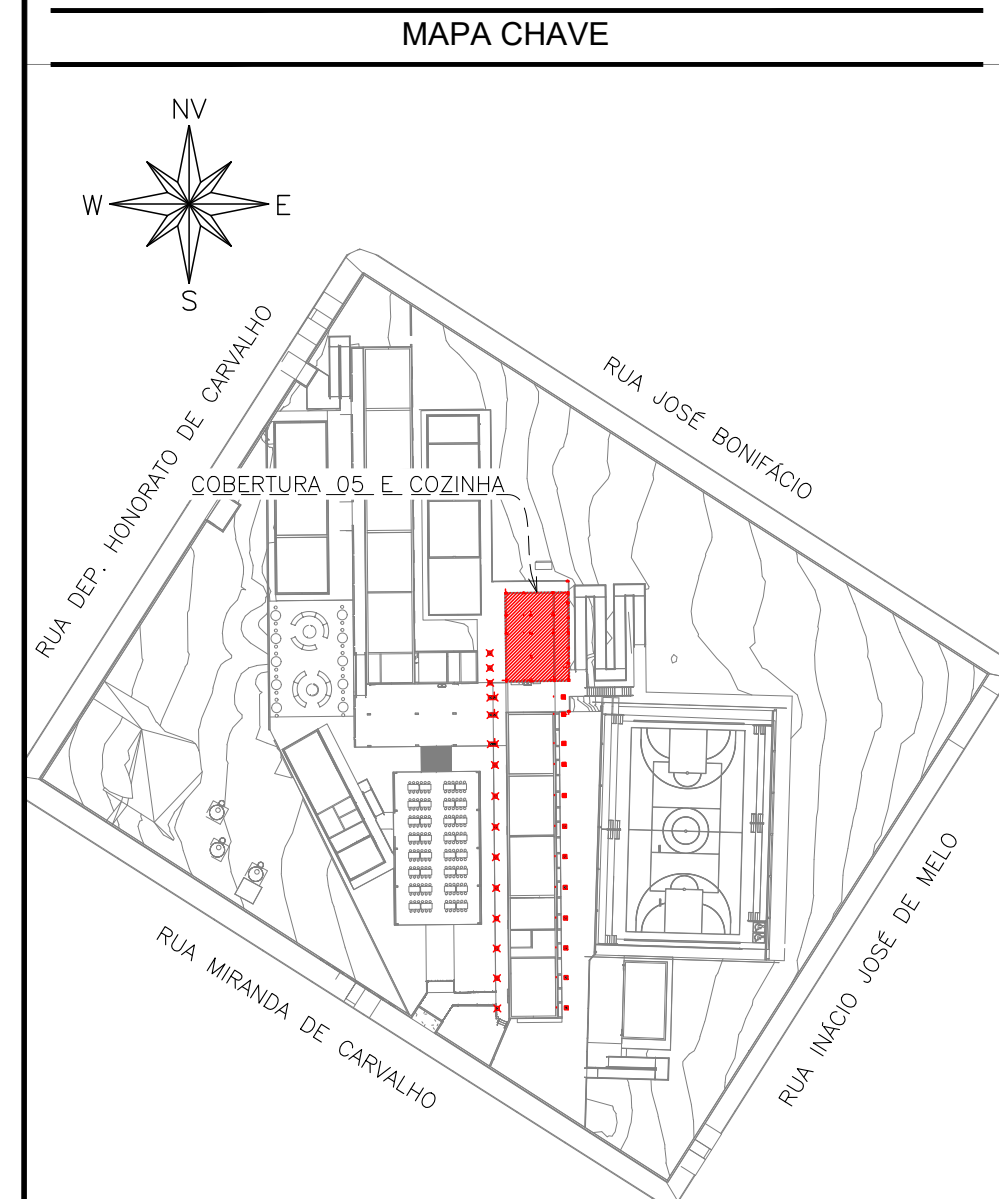 MAPA CHAVE
NV
W
E
S
RUA DEP. HONORATO DE CARVALHO
RUA JOSÉ BONIFÁCIO
COBERTURA 05 E COZINHA
RUA MIRANDA DE CARVALHO
RUA INÁCIO JOSÉ DE MELO